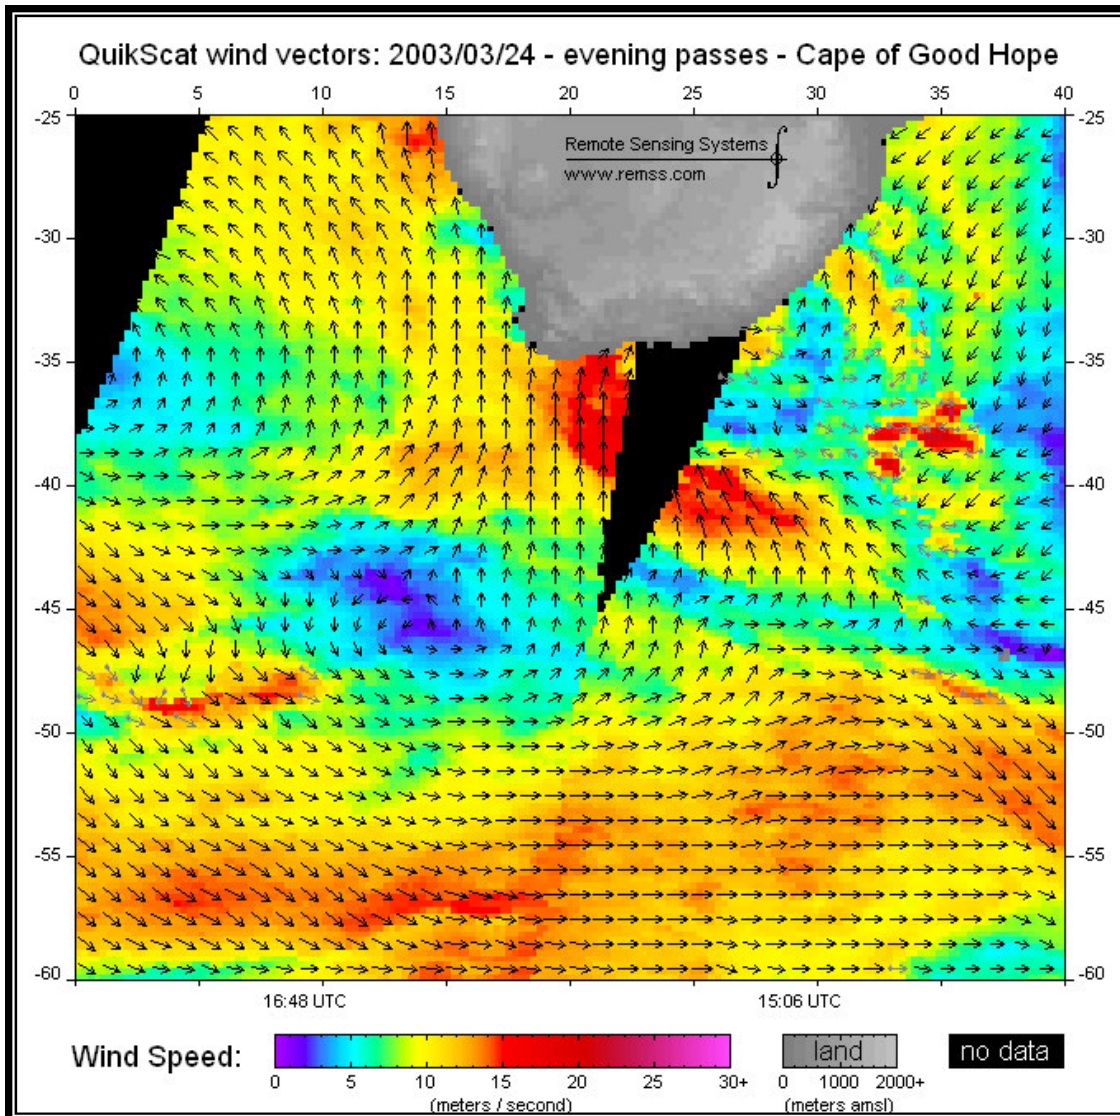 QuikScat wind vectors: 2003/03/24 - evening passes - Cape of Good Hope
0 5 10 15 20 25 30 35 40
-25 -25
Remote Sensing Systems
www.remss.com
-30 -30
-35 -35
-40 -40
-45 -45
-50 -50
-55 -55
-60 -60
16:48 UTC 15:06 UTC
Wind Speed: land no data
0 5 10 15 20 25 30+ 0 1000 2000+
(meters / second) (meters amsl)